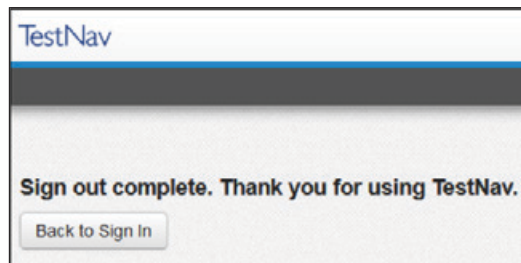 TestNav
Sign out complete. Thank you for using TestNav.
Back to Sign In